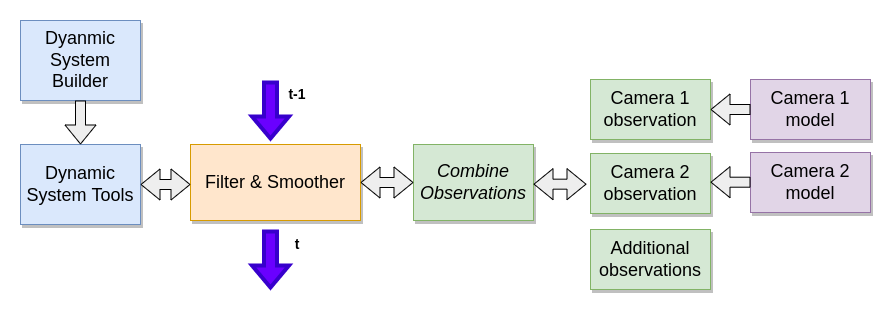 Dyanmic
System
Builder
t-1
Camera 1
observation
Camera 1
model
Dynamic
System Tools
Filter & Smoother
Combine
Observations
Camera 2
observation
Camera 2
model
t
Additional
observations